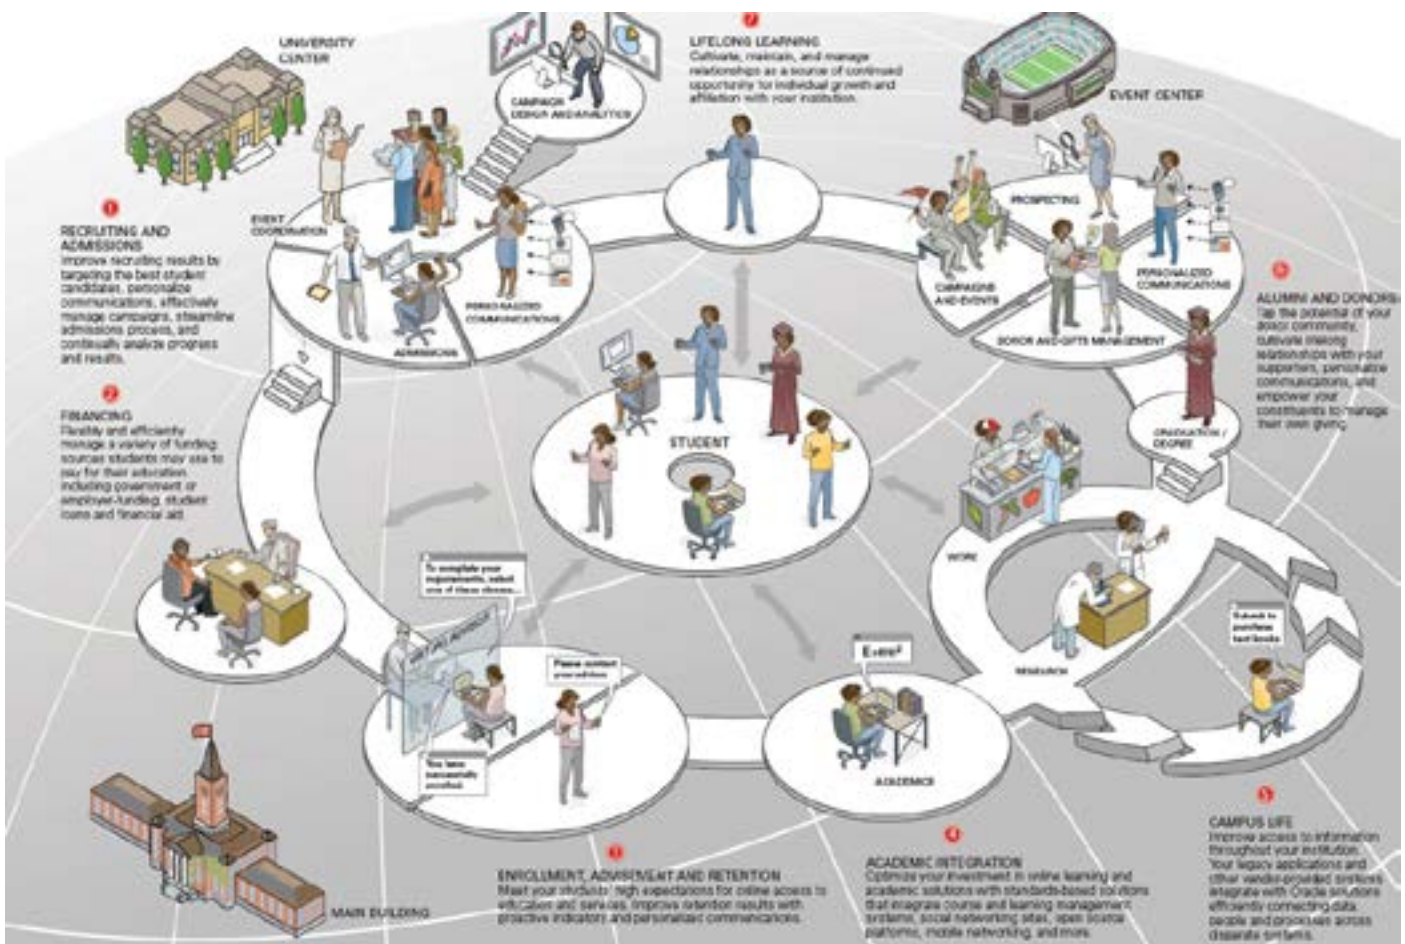 UNIVERSITY
CENTER
CAMPAIGN
DESIGN AND ANALYTICS
7
LIFELONG LEARNING
Cultivate, maintain, and manage
relationships as a source of continued
opportunity for individual growth and
affiliation with your institution.
EVENT CENTER
1
RECRUITING AND
ADMISSIONS
Improve recruiting results by
targeting the best student
candidates, personalize
communications, effectively
manage campaigns, streamline
admissions process, and
continually analyze progress
and results.
EVENT
COORDINATION
ADMISSIONS
PERSONALIZED
COMMUNICATIONS
PROSPECTING
CAMPAIGNS
AND EVENTS
PERSONALIZED
COMMUNICATIONS
DONOR AND GIFTS MANAGEMENT
6
ALUMNI AND DONORS
Tap the potential of your
donor community,
cultivate lifelong
relationships with your
supporters, personalize
communications, and
empower your
constituents to manage
their own giving.
2
FINANCING
Flexibly and efficiently
manage a variety of funding
sources students may use to
pay for their education
including government or
employer-funding, student
loans and financial aid.
STUDENT
GRADUATION /
DEGREE
WORK
RESEARCH
To complete your
requirements, select
one of these classes...
VIRTUAL ADVISOR
Please contact
your advisor.
You have
successfully
enrolled.
E=mc²
ACADEMICS
Submit to
purchase
text books
MAIN BUILDING
3
ENROLLMENT, ADVISEMENT AND RETENTION
Meet your students' high expectations for online access to
education and services. Improve retention results with
proactive indicators and personalized communications.
4
ACADEMIC INTEGRATION
Optimize your investment in online learning and
academic solutions with standards-based solutions
that integrate course and learning management
systems, social networking sites, open source
platforms, mobile networking, and more.
5
CAMPUS LIFE
Improve access to information
throughout your institution.
Your legacy applications and
other vendor-provided systems
integrate with Oracle solutions
efficiently connecting data,
people and processes across
disparate systems.